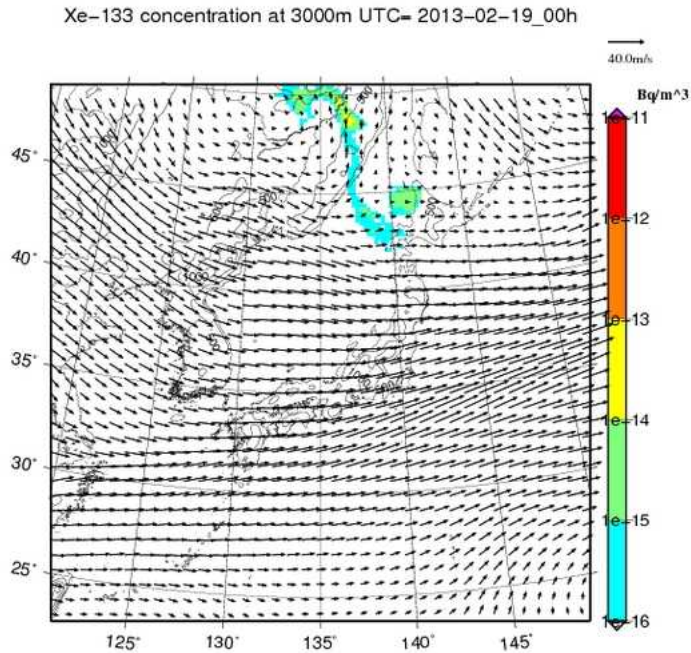 Xe-133 concentration at 3000m UTC= 2013-02-19_00h
40.0m/s
Bq/m^3
1e-11
1e-12
1e-13
1e-14
1e-15
1e-16
45°
40°
35°
30°
25°
125° 130° 135° 140° 145°